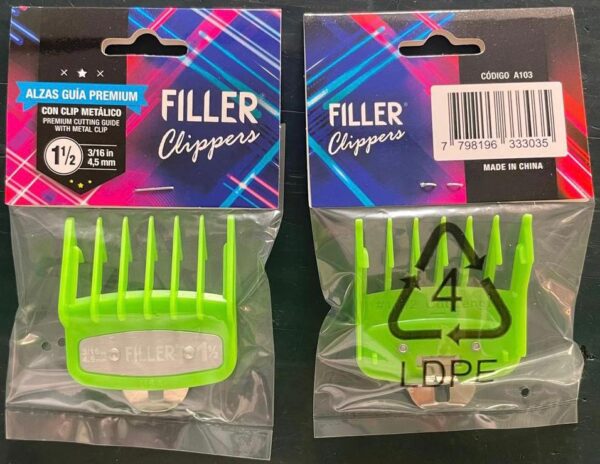 ALZAS GUÍA PREMIUM
CON CLIP METÁLICO
PREMIUM CUTTING GUIDE
WITH METAL CLIP
1½
3/16 in
4,5 mm
FILLER®
Clippers
FILLER
1½
FILLER®
Clippers
CÓDIGO A103
7 798196 333035
MADE IN CHINA
4
LDPE